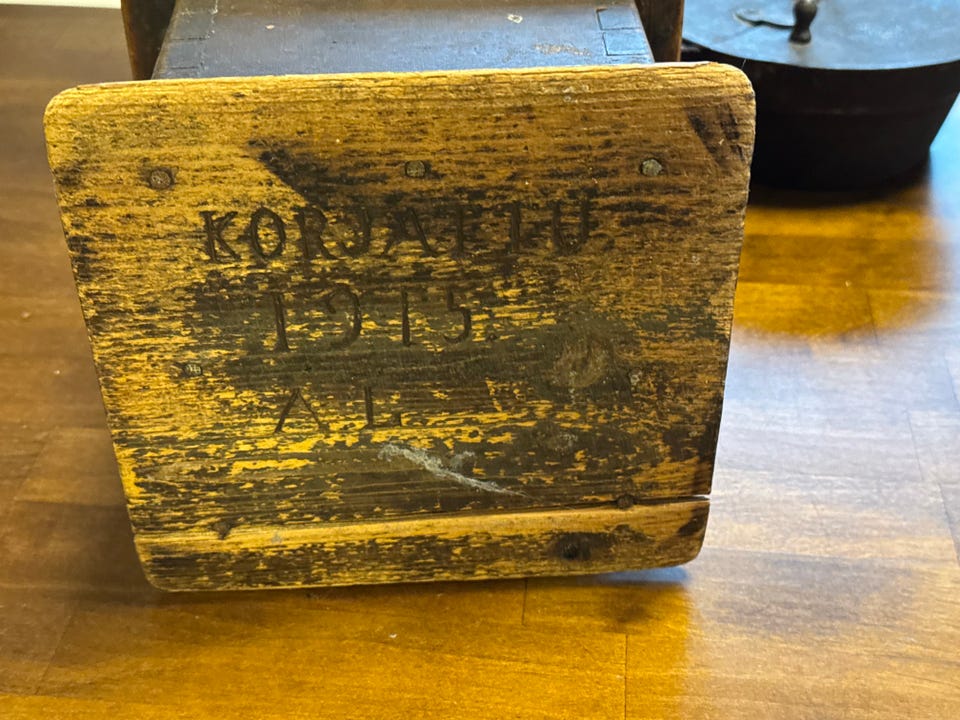 KORJATTU
1915.
A L